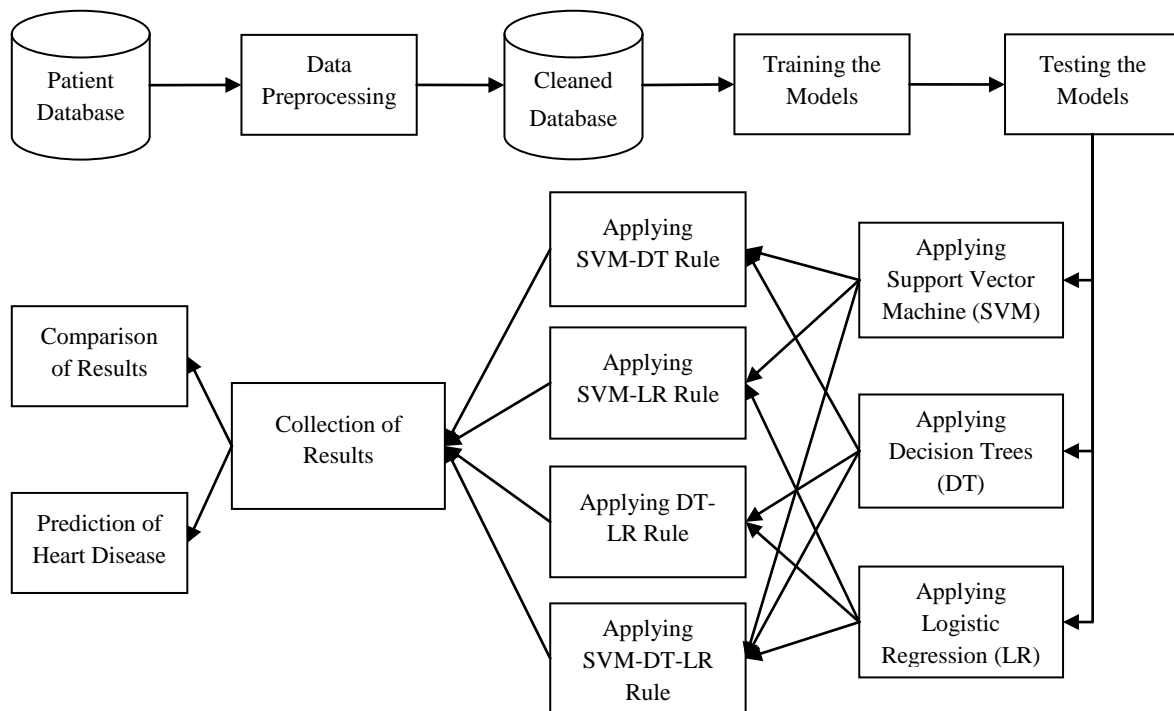 Patient
Database
Data
Preprocessing
Cleaned
Database
Training the
Models
Testing the
Models
Applying
Support Vector
Machine (SVM)
Applying
Decision Trees
(DT)
Applying
Logistic
Regression (LR)
Applying
SVM-DT Rule
Applying
SVM-LR Rule
Applying DT-
LR Rule
Applying
SVM-DT-LR
Rule
Collection of
Results
Comparison
of Results
Prediction of
Heart Disease